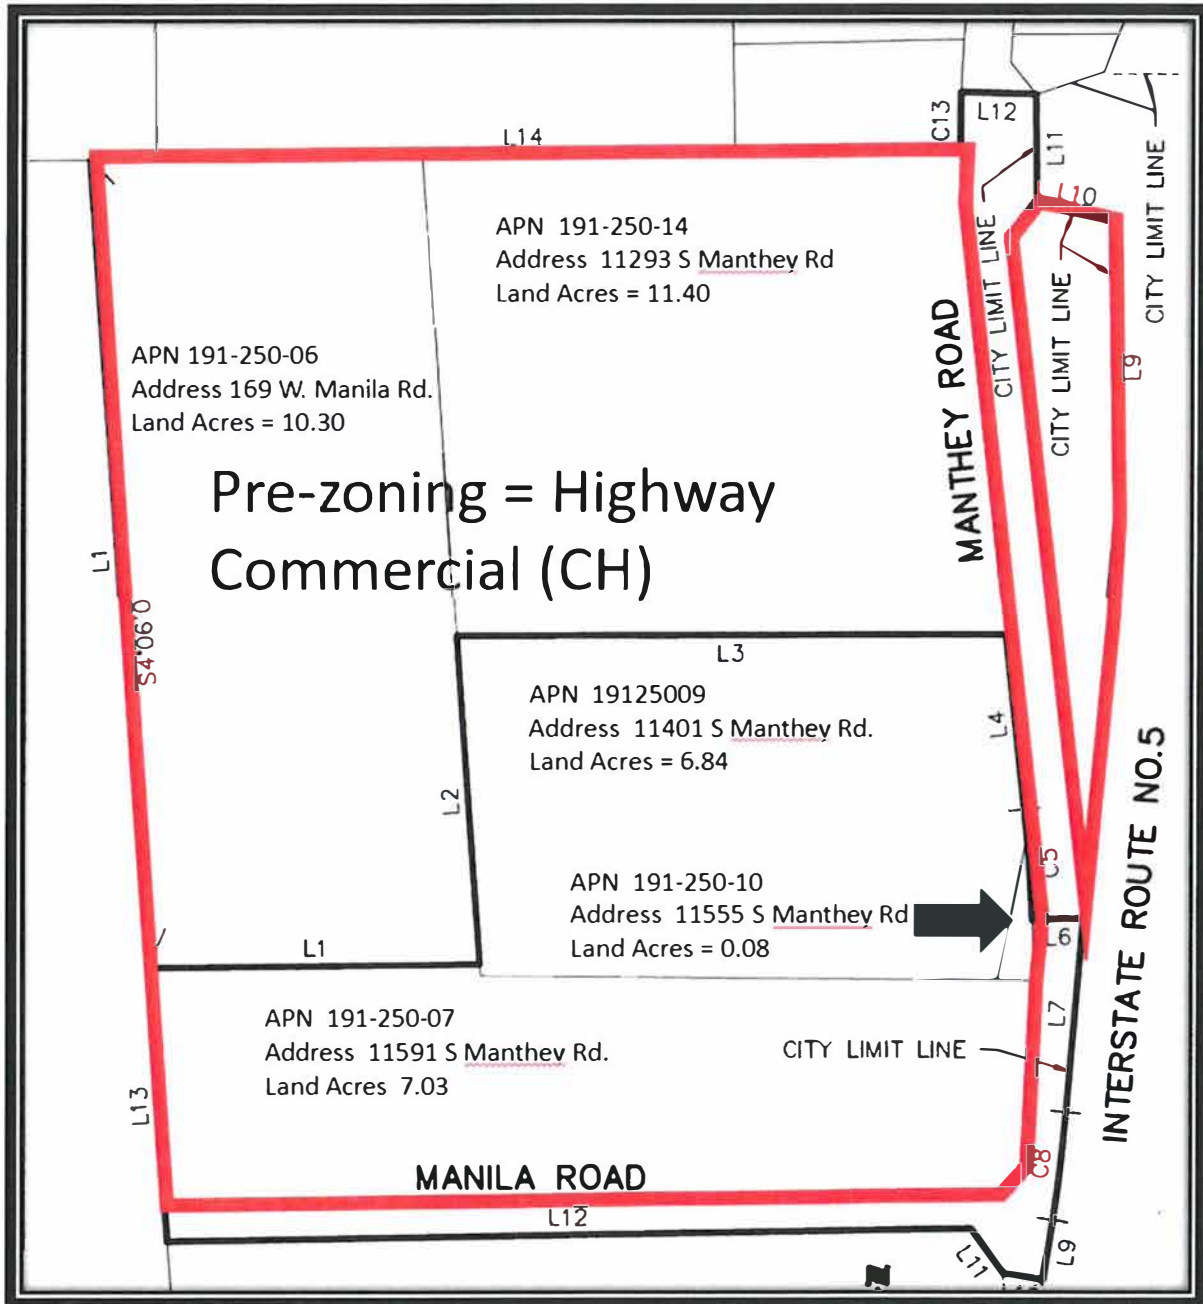 C13
L12
L11
L14
L10
CITY LIMIT LINE
APN 191-250-14
Address 11293 S Manthey Rd
Land Acres = 11.40
CITY LIMIT LINE
CITY LIMIT LINE
MANTHEY ROAD
L9
APN 191-250-06
Address 169 W. Manila Rd.
Land Acres = 10.30
Pre-zoning = Highway
Commercial (CH)
L1
S4°06'0
L3
APN 19125009
Address 11401 S Manthey Rd.
Land Acres = 6.84
L4
L2
C5
INTERSTATE ROUTE NO.5
APN 191-250-10
Address 11555 S Manthey Rd
Land Acres = 0.08
L6
L1
L7
APN 191-250-07
Address 11591 S Manthey Rd.
Land Acres 7.03
CITY LIMIT LINE
L13
C8
MANILA ROAD
L12
L11
L9